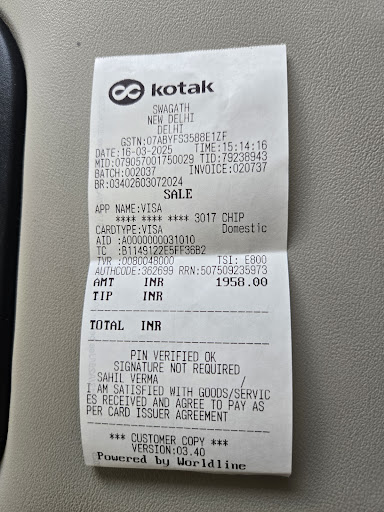 kotak
SWAGATH
NEW DELHI
DELHI
GSTN:07ABYFS3588E1ZF
DATE:16-03-2025 TIME:15:14:16
MID:079057001750029 TID:79238943
BATCH:002037 INVOICE:020737
BR:03402603072024
SALE
APP NAME:VISA
**** **** **** 3017 CHIP
CARDTYPE:VISA Domestic
AID :A0000000031010
TC :B1149122E5FF36B2
TVR :0080048000 TSI: E800
AUTHCODE:362699 RRN:507509235973
AMT INR 1958.00
TIP INR
TOTAL INR
PIN VERIFIED OK
SIGNATURE NOT REQUIRED
SAHIL VERMA /
I AM SATISFIED WITH GOODS/SERVIC
ES RECEIVED AND AGREE TO PAY AS
PER CARD ISSUER AGREEMENT
*** CUSTOMER COPY ***
VERSION:03.40
Powered by Worldline